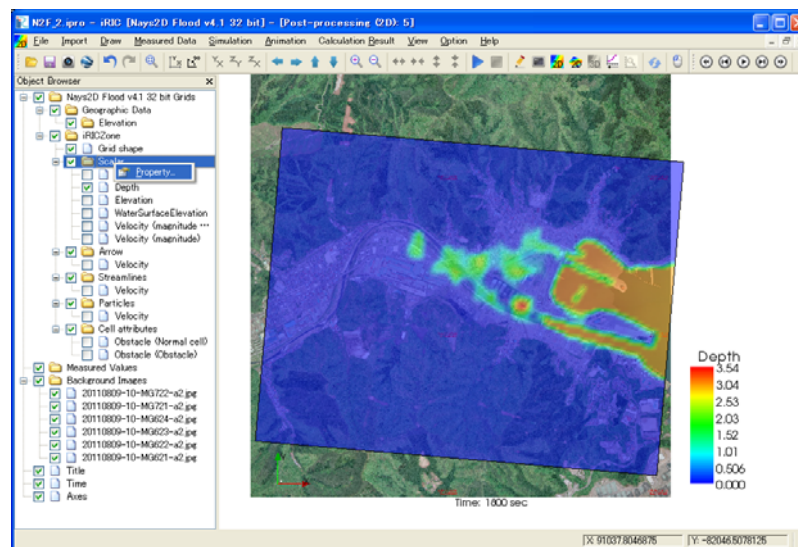 N2F_2.ipro - iRIC [Nays2D Flood v4.1 32 bit] - [Post-processing (2D): 5]
File Import Draw Measured Data Simulation Animation Calculation Result View Option Help
Object Browser
Nays2D Flood v4.1 32 bit Grids
Geographic Data
Elevation
iRICZone
Grid shape
Scalar
Property...
Depth
Elevation
WaterSurfaceElevation
Velocity (magnitude ...
Velocity (magnitude)
Arrow
Velocity
Streamlines
Velocity
Particles
Velocity
Cell attributes
Obstacle (Normal cell)
Obstacle (Obstacle)
Measured Values
Background Images
20110809-10-MG722-a2.jpg
20110809-10-MG721-a2.jpg
20110809-10-MG624-a2.jpg
20110809-10-MG623-a2.jpg
20110809-10-MG622-a2.jpg
20110809-10-MG621-a2.jpg
Title
Time
Axes
Depth
3.54
3.04
2.53
2.03
1.52
1.01
0.506
0.000
Time: 1800 sec
X: 91037.8046875 Y: -82046.5078125